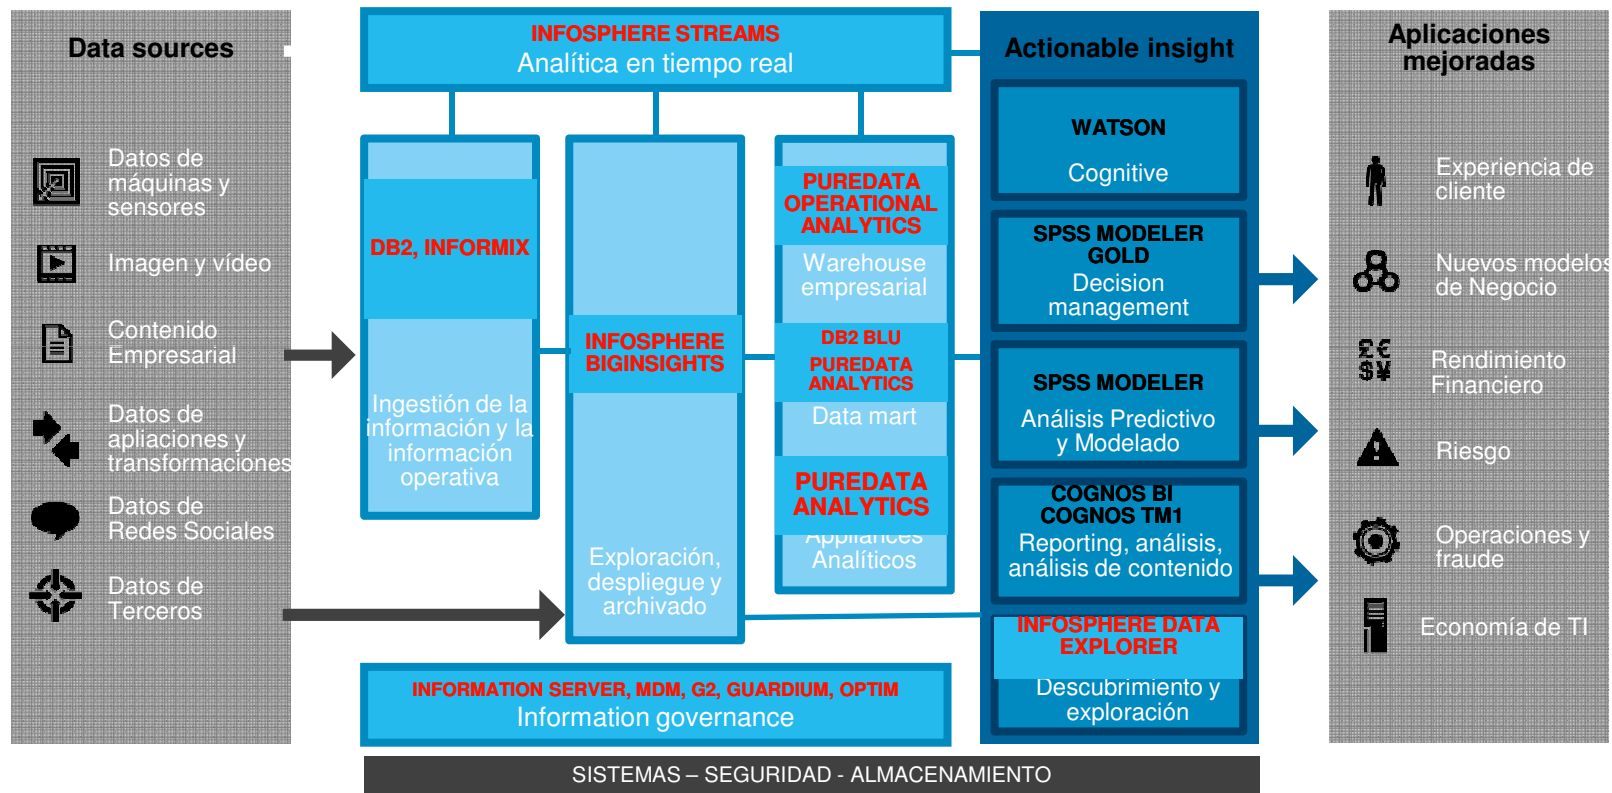 Data sources
Datos de
máquinas y
sensores
Imagen y vídeo
Contenido
Empresarial
Datos de
apliaciones y
transformaciones
Datos de
Redes Sociales
Datos de
Terceros
INFOSPHERE STREAMS
Analítica en tiempo real
DB2, INFORMIX
Ingestión de la
información y la
información
operativa
INFOSPHERE
BIGINSIGHTS
Exploración,
despliegue y
archivado
PUREDATA
OPERATIONAL
ANALYTICS
Warehouse
empresarial
DB2 BLU
PUREDATA
ANALYTICS
Data mart
PUREDATA
ANALYTICS
Appliances
Analíticos
INFORMATION SERVER, MDM, G2, GUARDIUM, OPTIM
Information governance
Actionable insight
WATSON
Cognitive
SPSS MODELER
GOLD
Decision
management
SPSS MODELER
Análisis Predictivo
y Modelado
COGNOS BI
COGNOS TM1
Reporting, análisis,
análisis de contenido
INFOSPHERE DATA
EXPLORER
Descubrimiento y
exploración
Aplicaciones
mejoradas
Experiencia de
cliente
Nuevos modelos
de Negocio
£€
$¥
Rendimiento
Financiero
Riesgo
Operaciones y
fraude
Economía de TI
SISTEMAS – SEGURIDAD - ALMACENAMIENTO